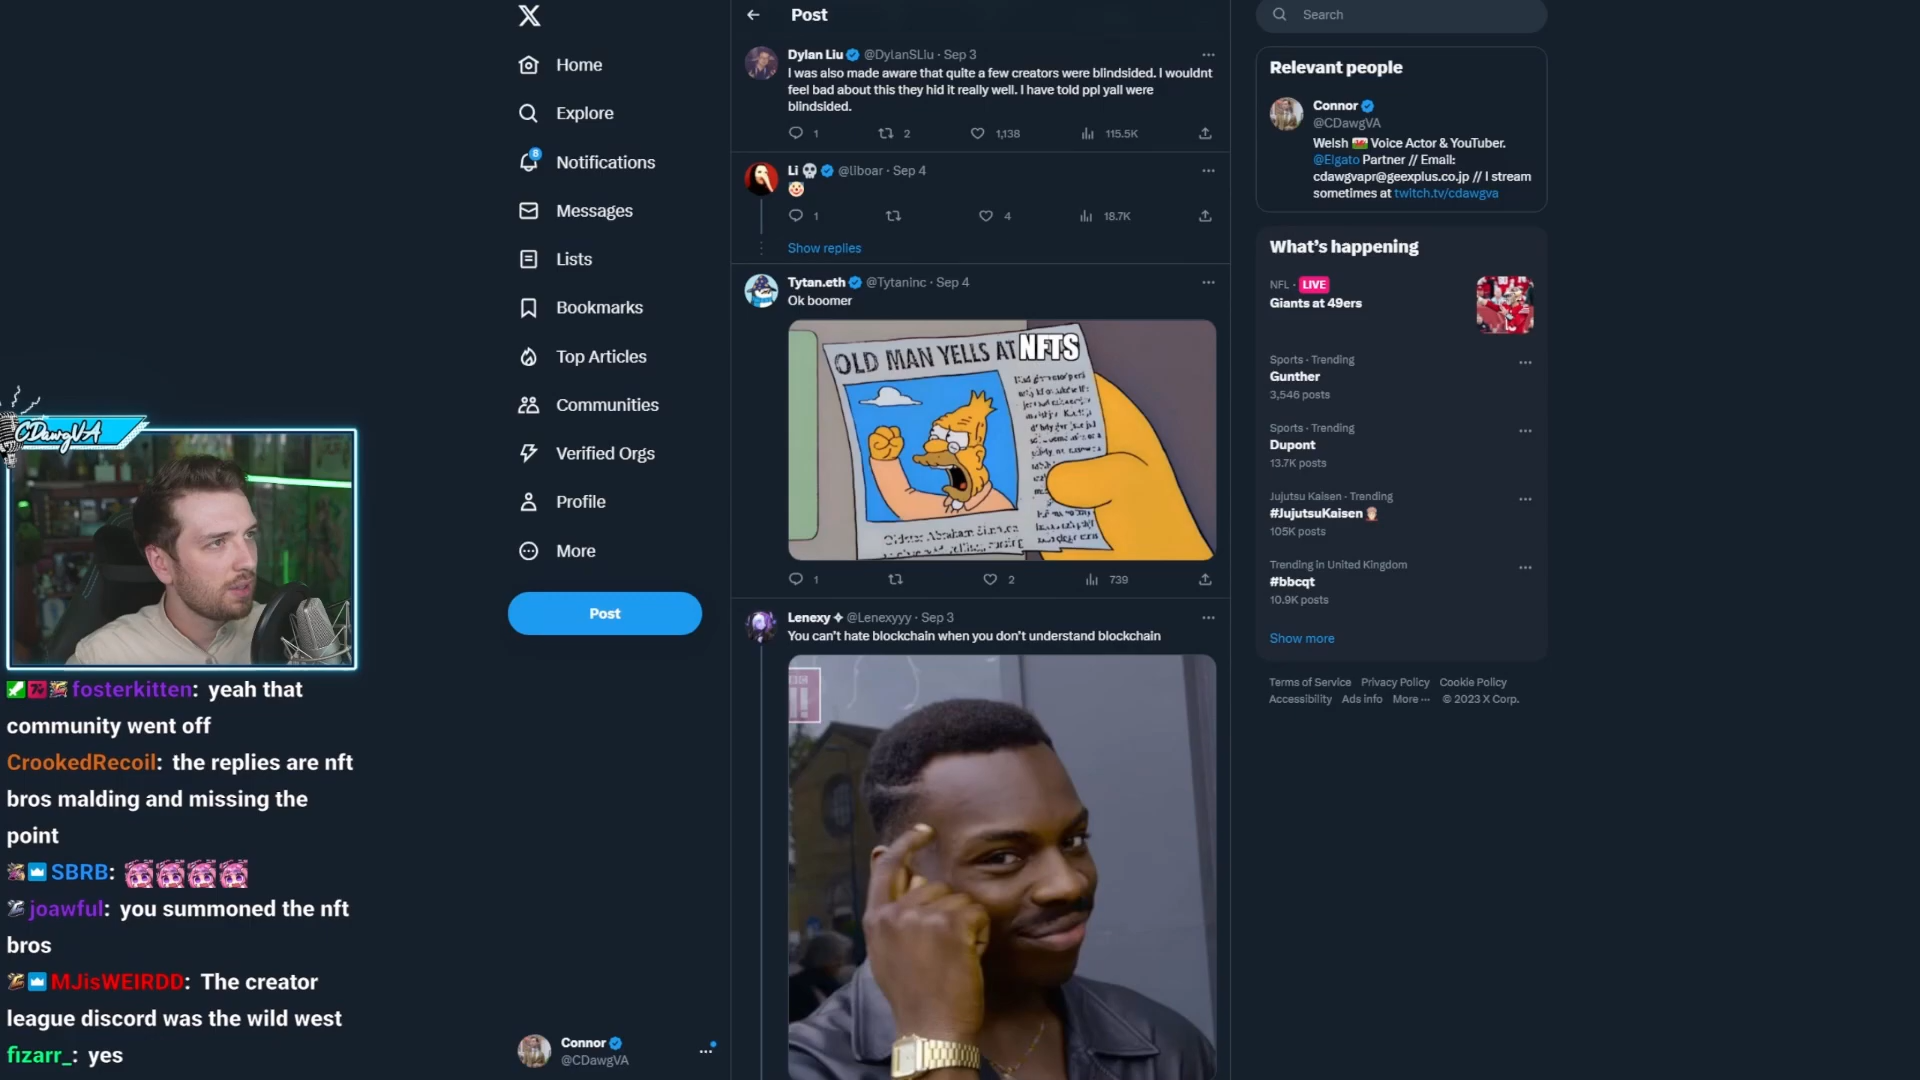 Home
Explore
8
Notifications
Messages
Lists
Bookmarks
Top Articles
Communities
Verified Orgs
Profile
More
Post
Connor
@CDawgVA
Post
Dylan Liu @DylanSLiu · Sep 3
I was also made aware that quite a few creators were blindsided. I wouldnt
feel bad about this they hid it really well. I have told ppl yall were
blindsided.
1 2 1,138 115.5K
Li 💀 @liboar · Sep 4
🤡
1 4 18.7K
Show replies
Tytan.eth @TytanInc · Sep 4
Ok boomer
OLD MAN YELLS AT NFTS
1 2 739
Lenexy ✧ @Lenexyyy · Sep 3
You can't hate blockchain when you don't understand blockchain
Search
Relevant people
Connor
@CDawgVA
Welsh 🏴󠁧󠁢󠁷󠁬󠁳󠁿 Voice Actor & YouTuber.
@Elgato Partner // Email:
cdawgvapr@geexplus.co.jp // I stream
sometimes at twitch.tv/cdawgva
What's happening
NFL · LIVE
Giants at 49ers
Sports · Trending
Gunther
3,546 posts
Sports · Trending
Dupont
13.7K posts
Jujutsu Kaisen · Trending
#JujutsuKaisen
105K posts
Trending in United Kingdom
#bbcqt
10.9K posts
Show more
Terms of Service Privacy Policy Cookie Policy
Accessibility Ads info More ··· © 2023 X Corp.
CDawgVA
fosterkitten: yeah that
community went off
CrookedRecoil: the replies are nft
bros malding and missing the
point
SBRB:
joawful: you summoned the nft
bros
MJisWEIRDD: The creator
league discord was the wild west
fizarr_: yes